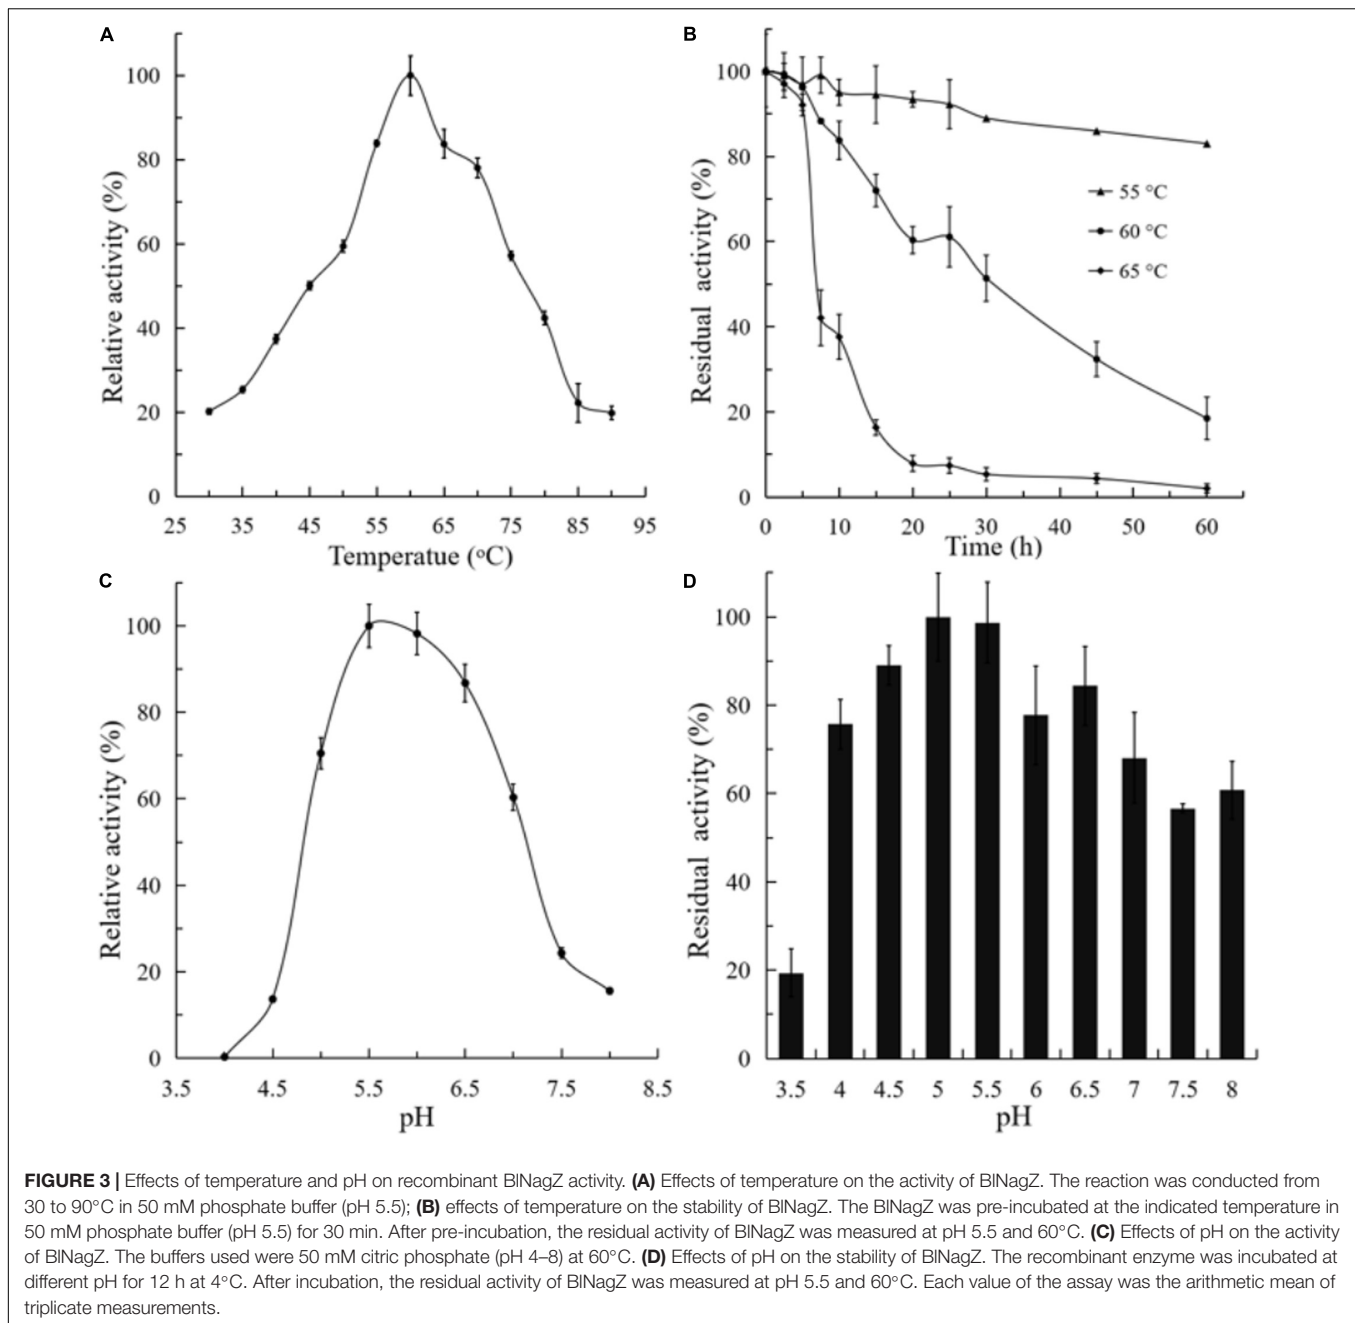 A
Relative activity (%)
100
80
60
40
20
0
25 35 45 55 65 75 85 95
Temperatue (°C)
B
Residual activity (%)
100
80
60
40
20
0
55 °C
60 °C
65 °C
0 10 20 30 40 50 60
Time (h)
C
Relative activity (%)
100
80
60
40
20
0
3.5 4.5 5.5 6.5 7.5 8.5
pH
D
Residual activity (%)
100
80
60
40
20
0
3.5 4 4.5 5 5.5 6 6.5 7 7.5 8
pH
FIGURE 3 | Effects of temperature and pH on recombinant BlNagZ activity. (A) Effects of temperature on the activity of BlNagZ. The reaction was conducted from
30 to 90°C in 50 mM phosphate buffer (pH 5.5); (B) effects of temperature on the stability of BlNagZ. The BlNagZ was pre-incubated at the indicated temperature in
50 mM phosphate buffer (pH 5.5) for 30 min. After pre-incubation, the residual activity of BlNagZ was measured at pH 5.5 and 60°C. (C) Effects of pH on the activity
of BlNagZ. The buffers used were 50 mM citric phosphate (pH 4–8) at 60°C. (D) Effects of pH on the stability of BlNagZ. The recombinant enzyme was incubated at
different pH for 12 h at 4°C. After incubation, the residual activity of BlNagZ was measured at pH 5.5 and 60°C. Each value of the assay was the arithmetic mean of
triplicate measurements.